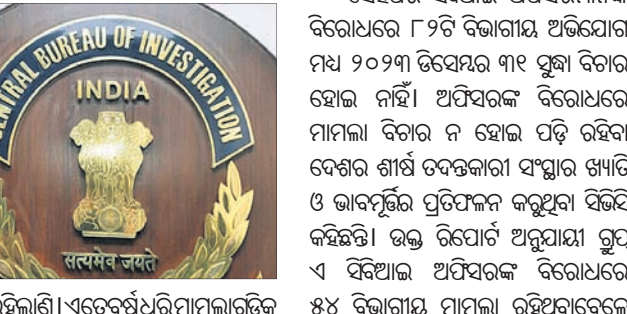 CENTRAL BUREAU OF INVESTIGATION
INDIA
सत्यमेव जयते
ରହିଲାଣି। ଏତେବର୍ଷ ଧରି ମାମଲାଗୁଡ଼ିକ
ବିରୋଧରେ ୮୨ଟି ବିଭାଗୀୟ ଅଭିଯୋଗ
ମଧ୍ୟ ୨୦୨୩ ଡିସେମ୍ବର ୩୧ ସୁଦ୍ଧା ବିଚାର
ହୋଇ ନାହିଁ। ଅଫିସରଙ୍କ ବିରୋଧରେ
ମାମଲା ବିଚାର ନ ହୋଇ ପଡ଼ି ରହିବା
ଦେଶର ଶୀର୍ଷ ତଦନ୍ତକାରୀ ସଂସ୍ଥାର ଖ୍ୟାତି
ଓ ଭାବମୂର୍ତ୍ତିର ପ୍ରତିଫଳନ କରୁଥିବା ସିଭିସି
କହିଛନ୍ତି। ଉକ୍ତ ରିପୋର୍ଟ ଅନୁଯାୟୀ ଗ୍ରୁପ୍
ଏ ସିବିଆଇ ଅଫିସରଙ୍କ ବିରୋଧରେ
୫୪ ବିଭାଗୀୟ ମାମଲା ରହିଥିବାବେଳେ